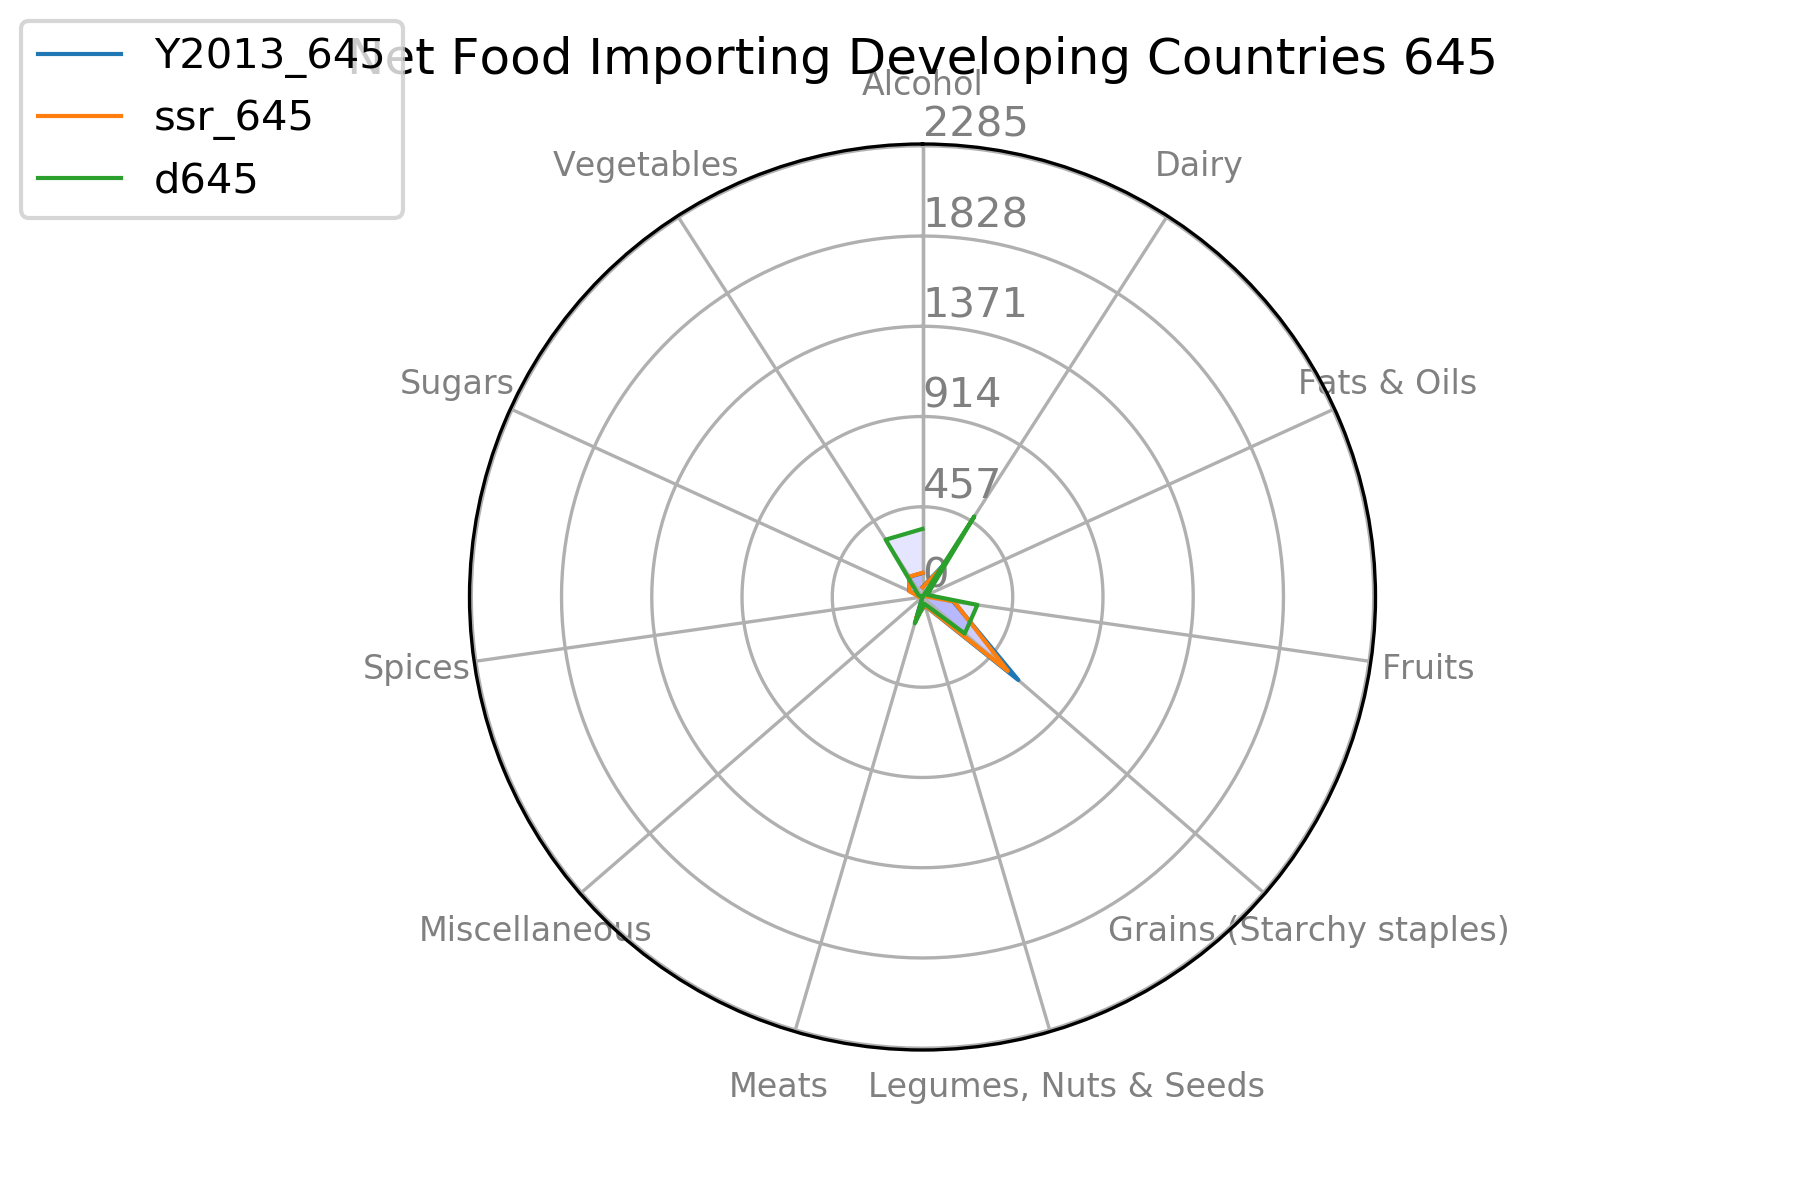 Net Food Importing Developing Countries 645
Y2013_645
ssr_645
d645
Alcohol
2285
Vegetables
Dairy
1828
1371
Sugars
Fats & Oils
914
457
0
Spices
Fruits
Miscellaneous
Grains (Starchy staples)
Meats
Legumes, Nuts & Seeds